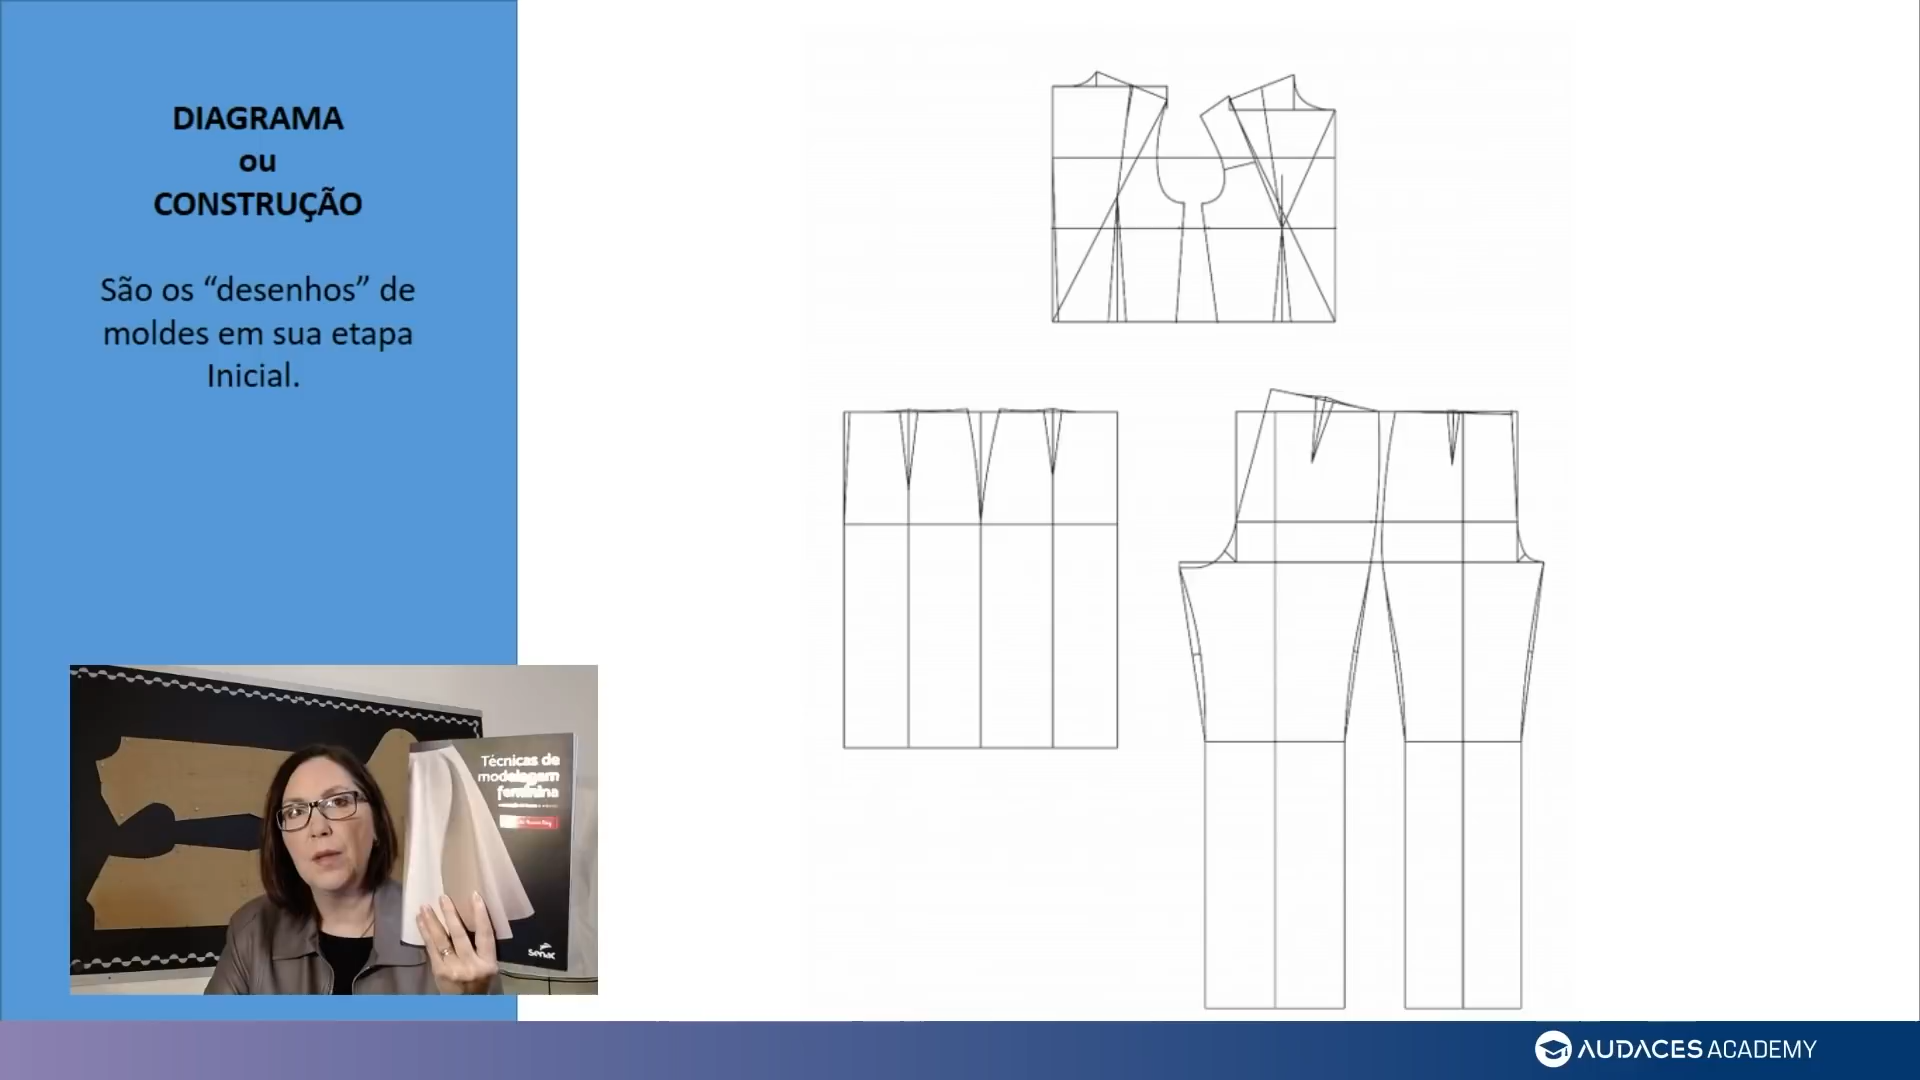 DIAGRAMA
ou
CONSTRUÇÃO
São os “desenhos” de
moldes em sua etapa
Inicial.
Técnicas de
modelagem
feminina
Senac
AUDACES ACADEMY